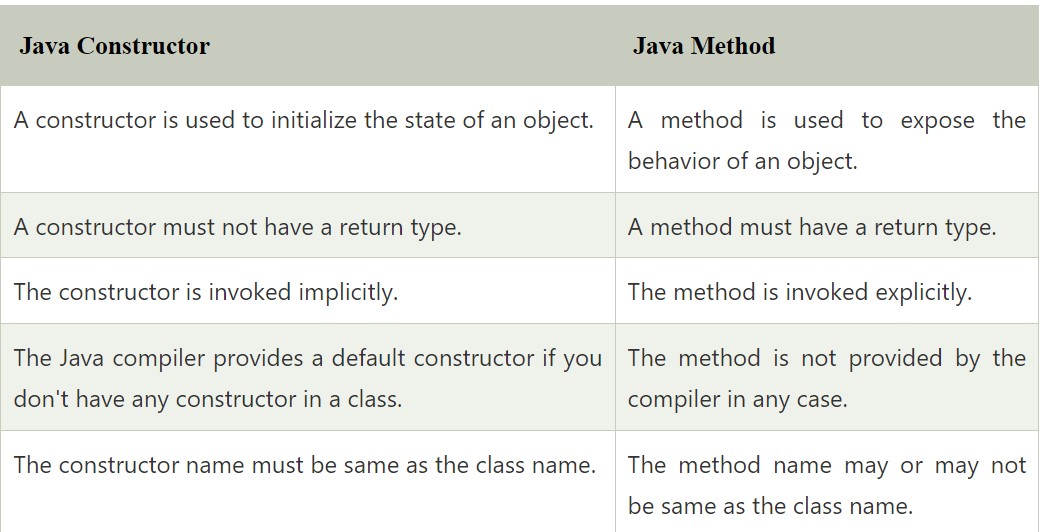 Java Constructor
Java Method
A constructor is used to initialize the state of an object.
A method is used to expose the
behavior of an object.
A constructor must not have a return type.
A method must have a return type.
The constructor is invoked implicitly.
The method is invoked explicitly.
The Java compiler provides a default constructor if you
don't have any constructor in a class.
The method is not provided by the
compiler in any case.
The constructor name must be same as the class name.
The method name may or may not
be same as the class name.